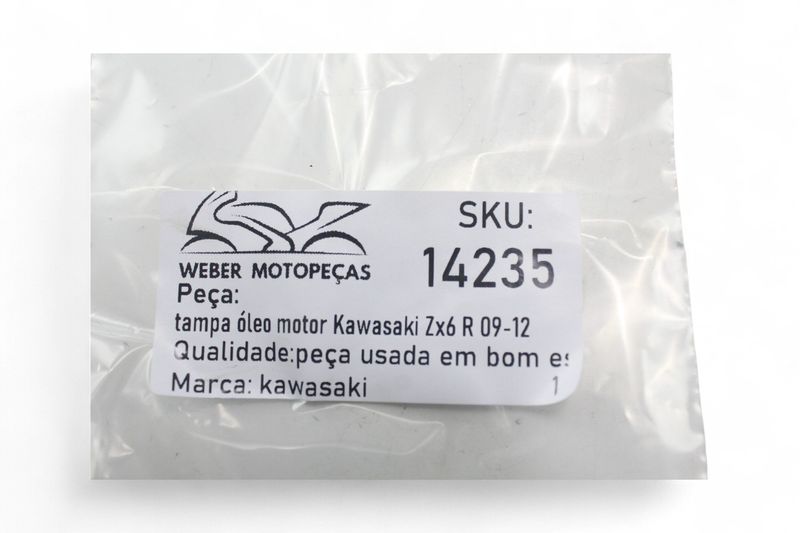 WEBER MOTOPEÇAS
SKU:
14235
Peça:
tampa óleo motor Kawasaki Zx6 R 09-12
Qualidade:peça usada em bom es
Marca: kawasaki
1